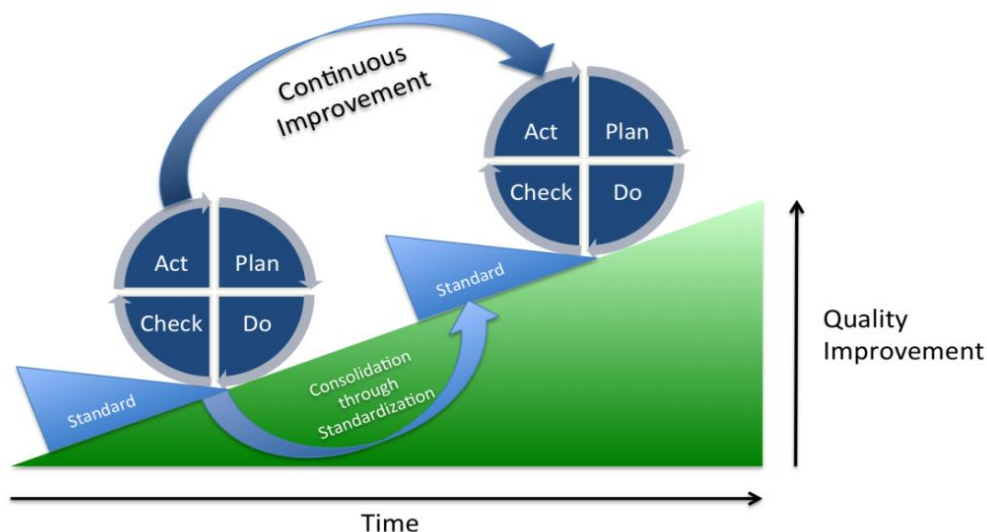 Continuous
Improvement
Act
Plan
Check
Do
Act
Plan
Check
Do
Standard
Standard
Consolidation
through
Standardization
Quality
Improvement
Time